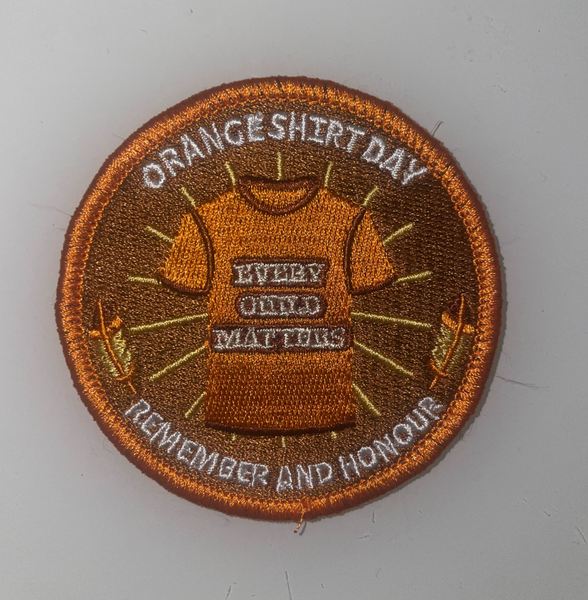 ORANGE SHIRT DAY
EVERY
CHILD
MATTERS
REMEMBER AND HONOUR